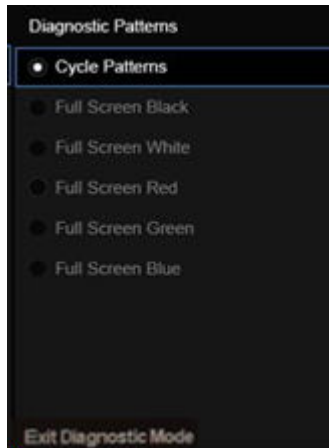 Diagnostic Patterns
Cycle Patterns
Full Screen Black
Full Screen White
Full Screen Red
Full Screen Green
Full Screen Blue
Exit Diagnostic Mode